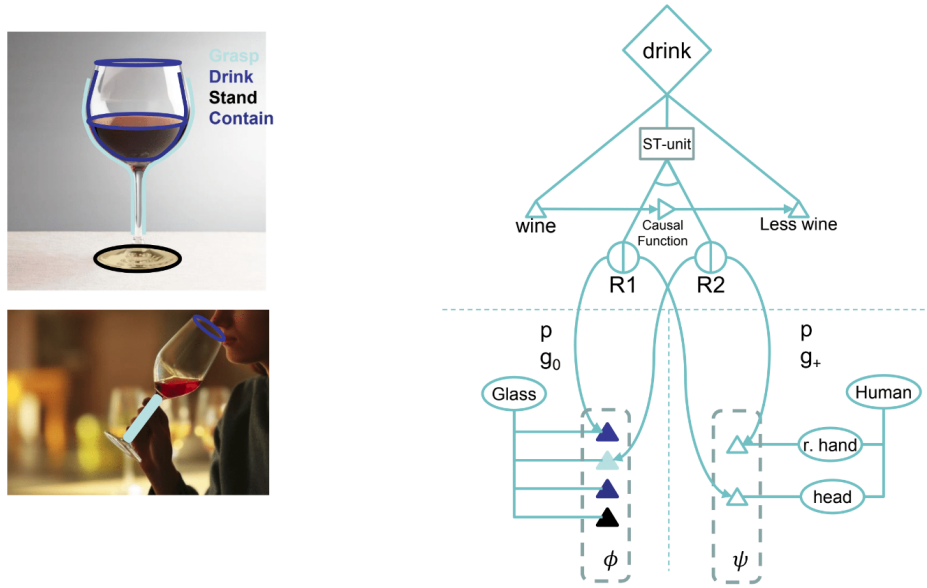 Grasp
Drink
Stand
Contain
drink
ST-unit
wine
Causal
Function
Less wine
R1
R2
p
g₀
p
g₊
Glass
Human
r. hand
head
ϕ
ψ